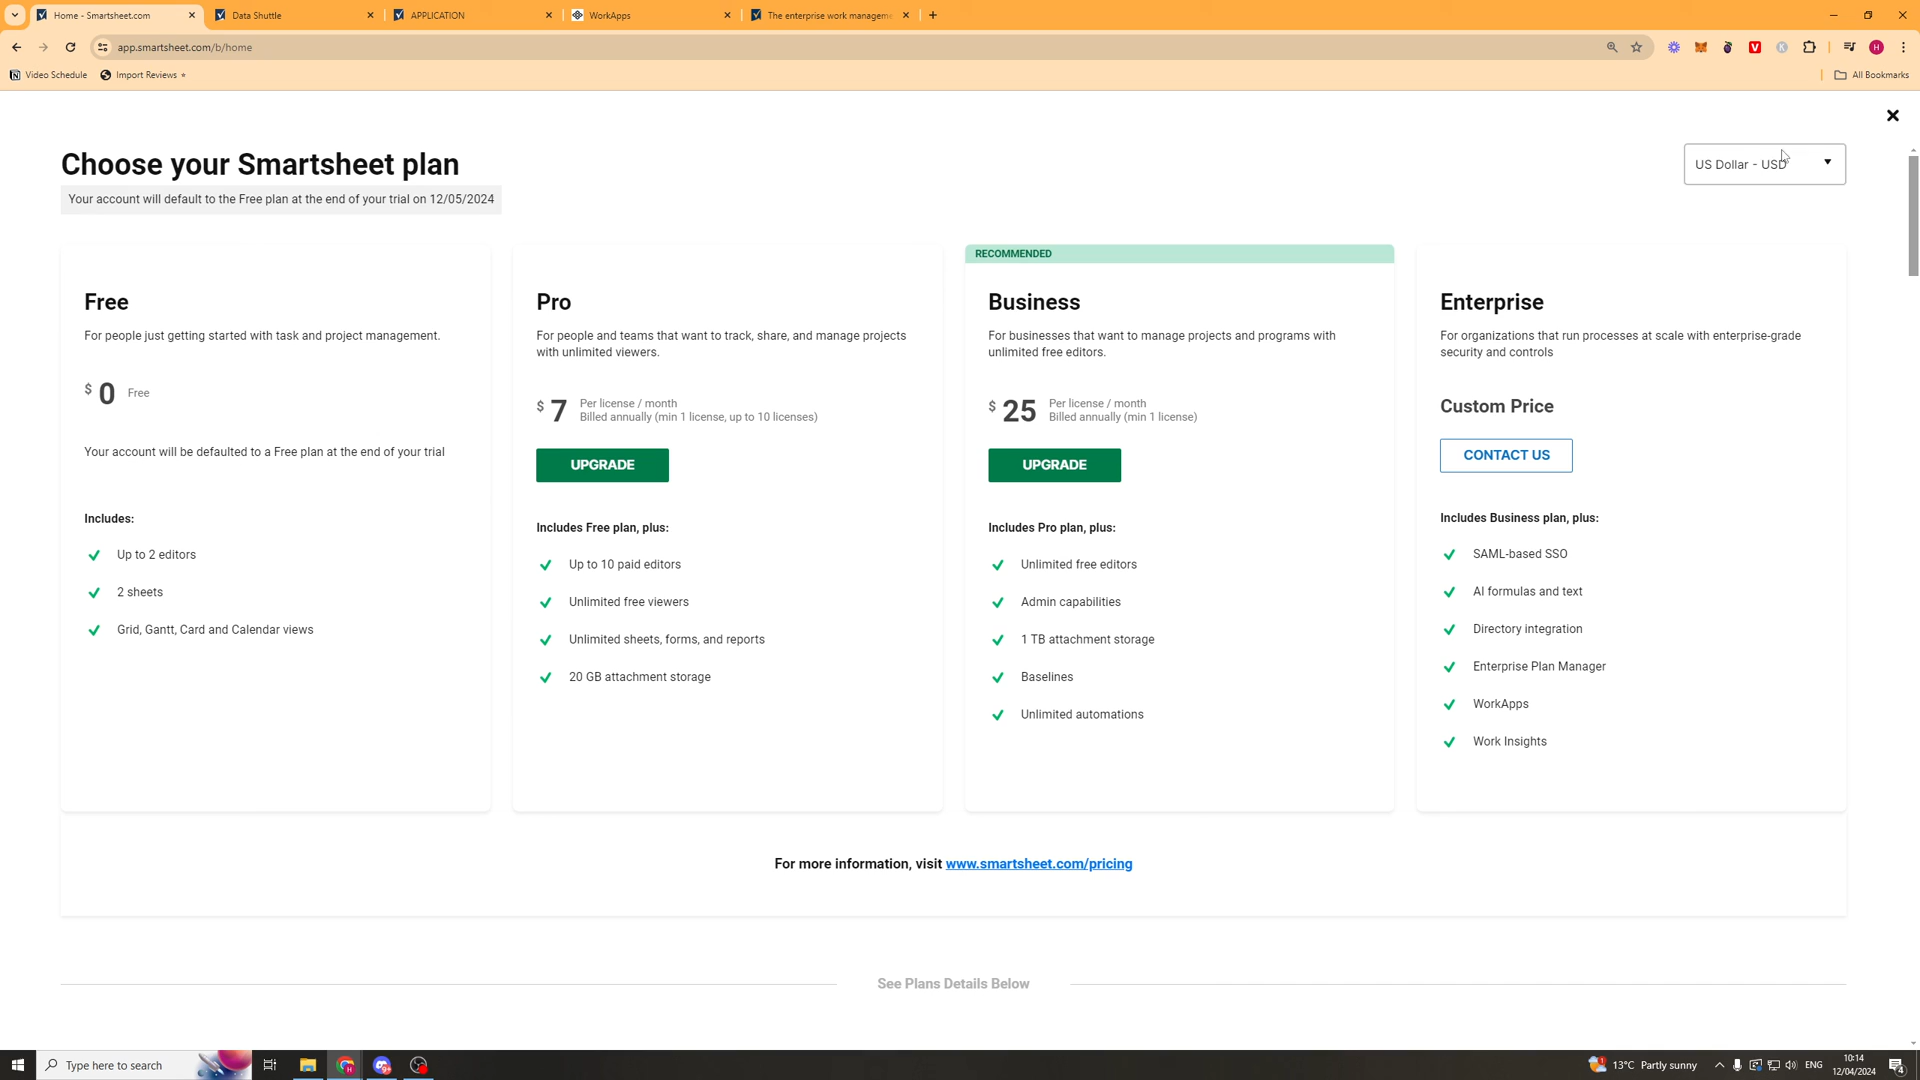 Home - Smartsheet.com
Data Shuttle
APPLICATION
WorkApps
The enterprise work managem
app.smartsheet.com/b/home
Video Schedule
Import Reviews
All Bookmarks
Choose your Smartsheet plan
US Dollar - USD
Your account will default to the Free plan at the end of your trial on 12/05/2024
Free
For people just getting started with task and project management.
$ 0 Free
Your account will be defaulted to a Free plan at the end of your trial
Includes:
Up to 2 editors
2 sheets
Grid, Gantt, Card and Calendar views
Pro
For people and teams that want to track, share, and manage projects
with unlimited viewers.
$ 7 Per license / month
Billed annually (min 1 license, up to 10 licenses)
UPGRADE
Includes Free plan, plus:
Up to 10 paid editors
Unlimited free viewers
Unlimited sheets, forms, and reports
20 GB attachment storage
RECOMMENDED
Business
For businesses that want to manage projects and programs with
unlimited free editors.
$ 25 Per license / month
Billed annually (min 1 license)
UPGRADE
Includes Pro plan, plus:
Unlimited free editors
Admin capabilities
1 TB attachment storage
Baselines
Unlimited automations
Enterprise
For organizations that run processes at scale with enterprise-grade
security and controls
Custom Price
CONTACT US
Includes Business plan, plus:
SAML-based SSO
AI formulas and text
Directory integration
Enterprise Plan Manager
WorkApps
Work Insights
For more information, visit www.smartsheet.com/pricing
See Plans Details Below
Type here to search
13°C Partly sunny
ENG
10:14
12/04/2024